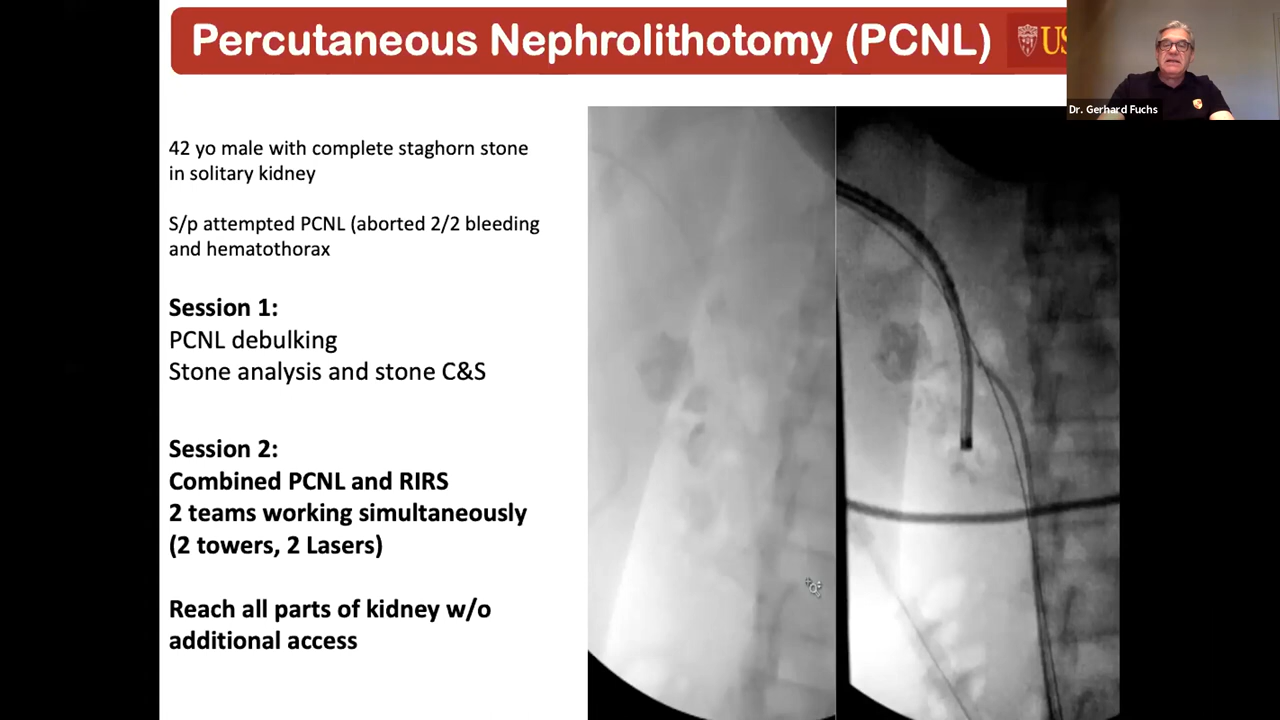 Percutaneous Nephrolithotomy (PCNL)
US
Dr. Gerhard Fuchs
42 yo male with complete staghorn stone
in solitary kidney
S/p attempted PCNL (aborted 2/2 bleeding
and hematothorax
Session 1:
PCNL debulking
Stone analysis and stone C&S
Session 2:
Combined PCNL and RIRS
2 teams working simultaneously
(2 towers, 2 Lasers)
Reach all parts of kidney w/o
additional access